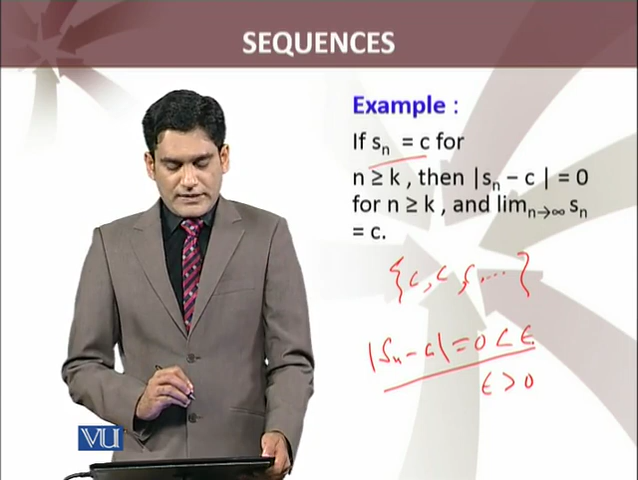 SEQUENCES
Example :
If sₙ = c for
n ≥ k , then |sₙ − c | = 0
for n ≥ k , and limₙ→∞ sₙ
= c.
{c, c, c, ... }
|Sₙ - c| = 0 < ε
ε > 0
VU